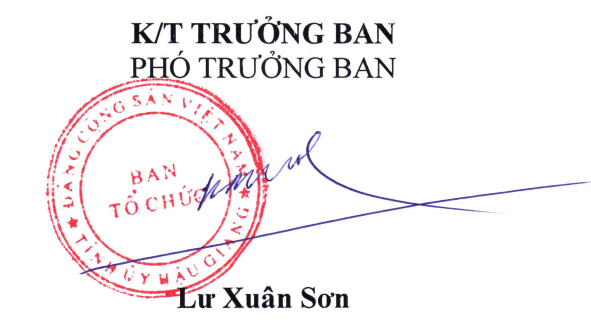 K/T TRƯỞNG BAN
PHÓ TRƯỞNG BAN
ĐẢNG CỘNG SẢN VIỆT NAM
BAN
TỔ CHỨC
TỈNH ỦY HẬU GIANG
Lư Xuân Sơn